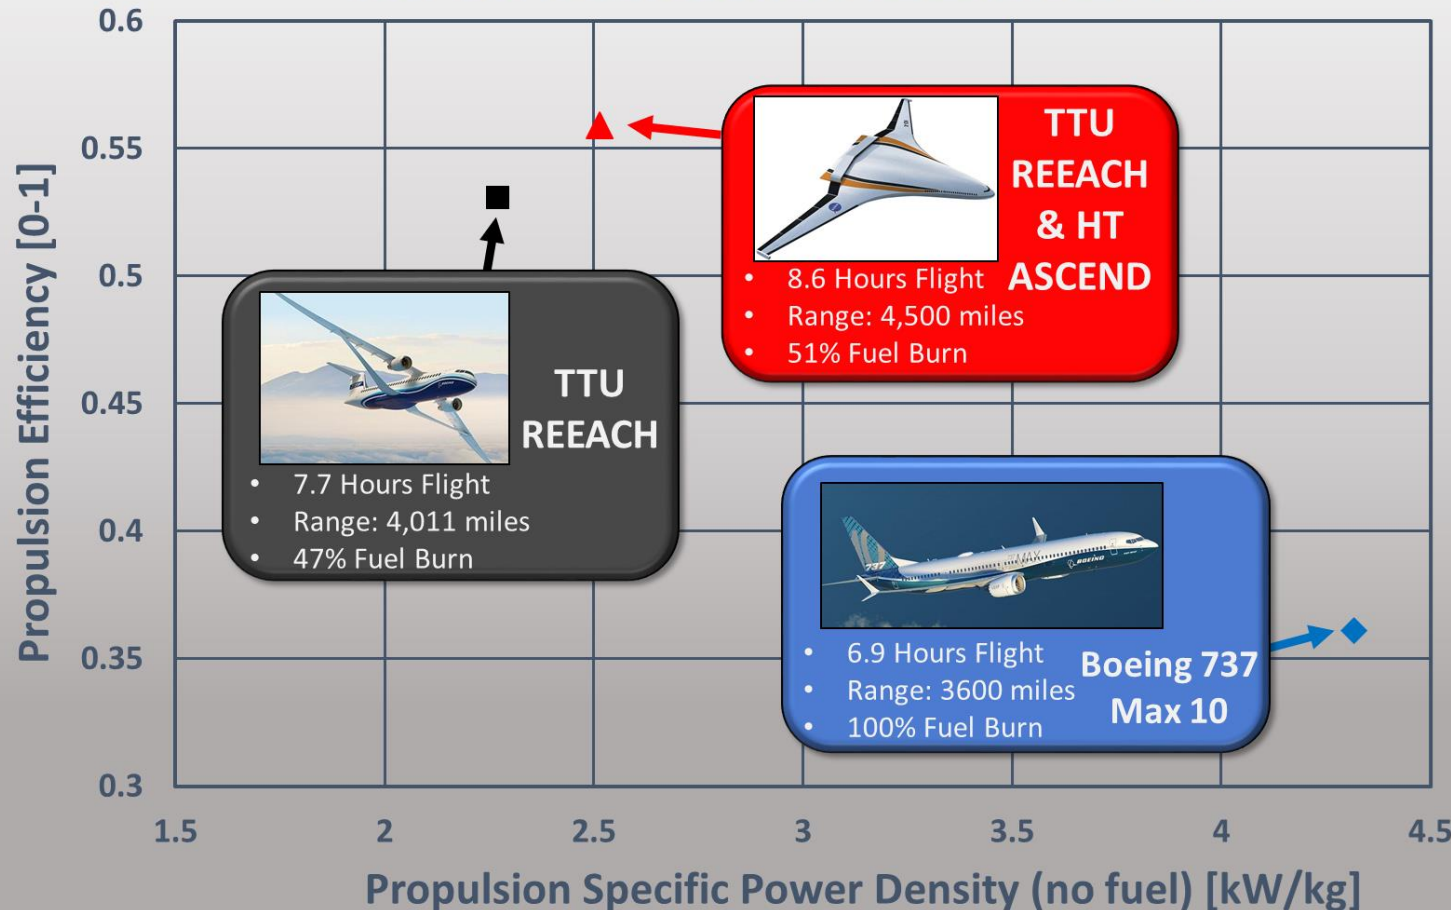 0.6
0.55
0.5
0.45
0.4
0.35
0.3
Propulsion Efficiency [0-1]
TTU
REEACH
& HT
ASCEND
• 8.6 Hours Flight
• Range: 4,500 miles
• 51% Fuel Burn
TTU
REEACH
• 7.7 Hours Flight
• Range: 4,011 miles
• 47% Fuel Burn
MAX
BOEING
• 6.9 Hours Flight
• Range: 3600 miles
• 100% Fuel Burn
Boeing 737
Max 10
1.5 2 2.5 3 3.5 4 4.5
Propulsion Specific Power Density (no fuel) [kW/kg]